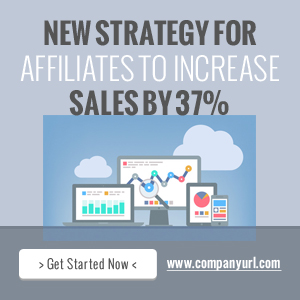 NEW STRATEGY FOR
AFFILIATES TO INCREASE
SALES BY 37%
> Get Started Now <
www.companyurl.com